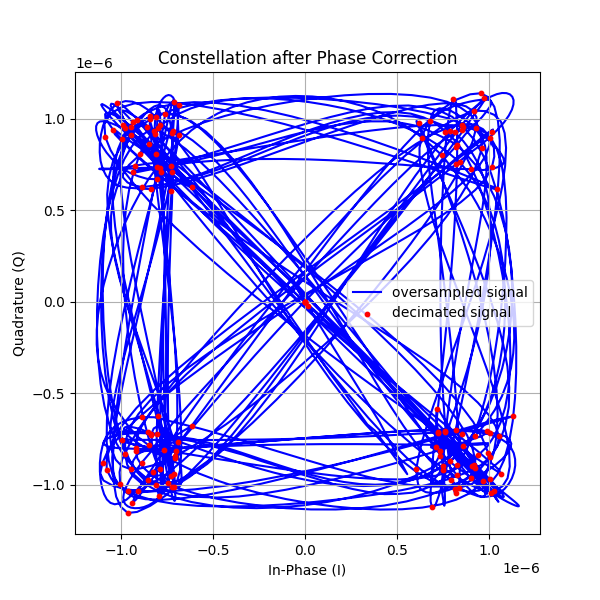 Constellation after Phase Correction
1e−6
1.0
0.5
0.0
−0.5
−1.0
Quadrature (Q)
oversampled signal
decimated signal
−1.0 −0.5 0.0 0.5 1.0
In-Phase (I)
1e−6